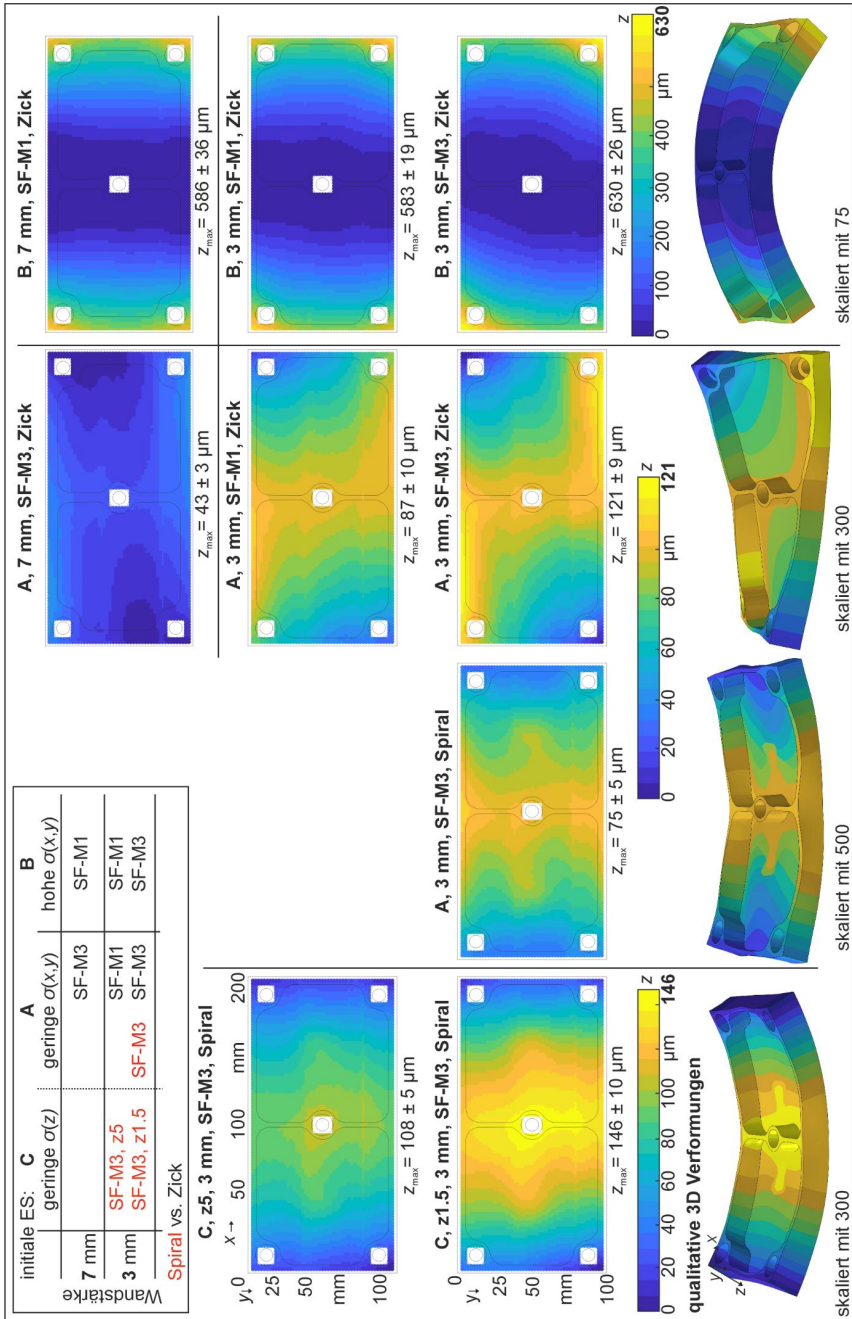 initiale ES: C A B
geringe σ(z) geringe σ(x,y) hohe σ(x,y)
Wandstärke
7 mm SF-M3 SF-M1
3 mm SF-M3, z5 SF-M1 SF-M1
SF-M3, z1.5 SF-M3 SF-M3 SF-M3
Spiral vs. Zick
A, 7 mm, SF-M3, Zick
z_max = 43 ± 3 µm
B, 7 mm, SF-M1, Zick
z_max = 586 ± 36 µm
C, z5, 3 mm, SF-M3, Spiral
0 50 100 mm 200
x→
y↓
0
25
50
mm
100
z_max = 108 ± 5 µm
A, 3 mm, SF-M1, Zick
z_max = 87 ± 10 µm
B, 3 mm, SF-M1, Zick
z_max = 583 ± 19 µm
C, z1.5, 3 mm, SF-M3, Spiral
y↓
0
25
50
mm
100
z_max = 146 ± 10 µm
A, 3 mm, SF-M3, Spiral
z_max = 75 ± 5 µm
A, 3 mm, SF-M3, Zick
z_max = 121 ± 9 µm
B, 3 mm, SF-M3, Zick
z_max = 630 ± 26 µm
0 20 40 60 80 100 µm 146 z
0 20 40 60 80 µm 121 z
0 100 200 300 400 µm 630 z
qualitative 3D Verformungen
y x
z
skaliert mit 300
skaliert mit 500
skaliert mit 300
skaliert mit 75